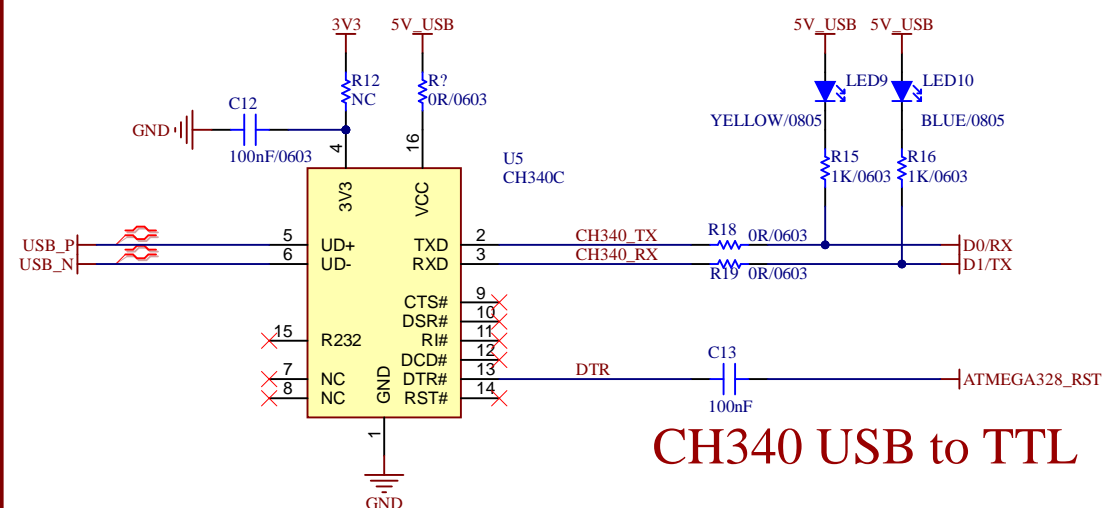 3V3
5V_USB
5V_USB
5V_USB
R12
NC
R?
0R/0603
LED9
LED10
C12
GND
100nF/0603
YELLOW/0805
BLUE/0805
4
16
U5
CH340C
R15
1K/0603
R16
1K/0603
3V3
VCC
USB_P
5
UD+
TXD
2
CH340_TX
R18
0R/0603
D0/RX
USB_N
6
UD-
RXD
3
CH340_RX
R19
0R/0603
D1/TX
CTS#
9
DSR#
10
15
R232
RI#
11
DCD#
12
7
NC
DTR#
13
DTR
C13
100nF
ATMEGA328_RST
8
NC
GND
RST#
14
1
GND
CH340 USB to TTL